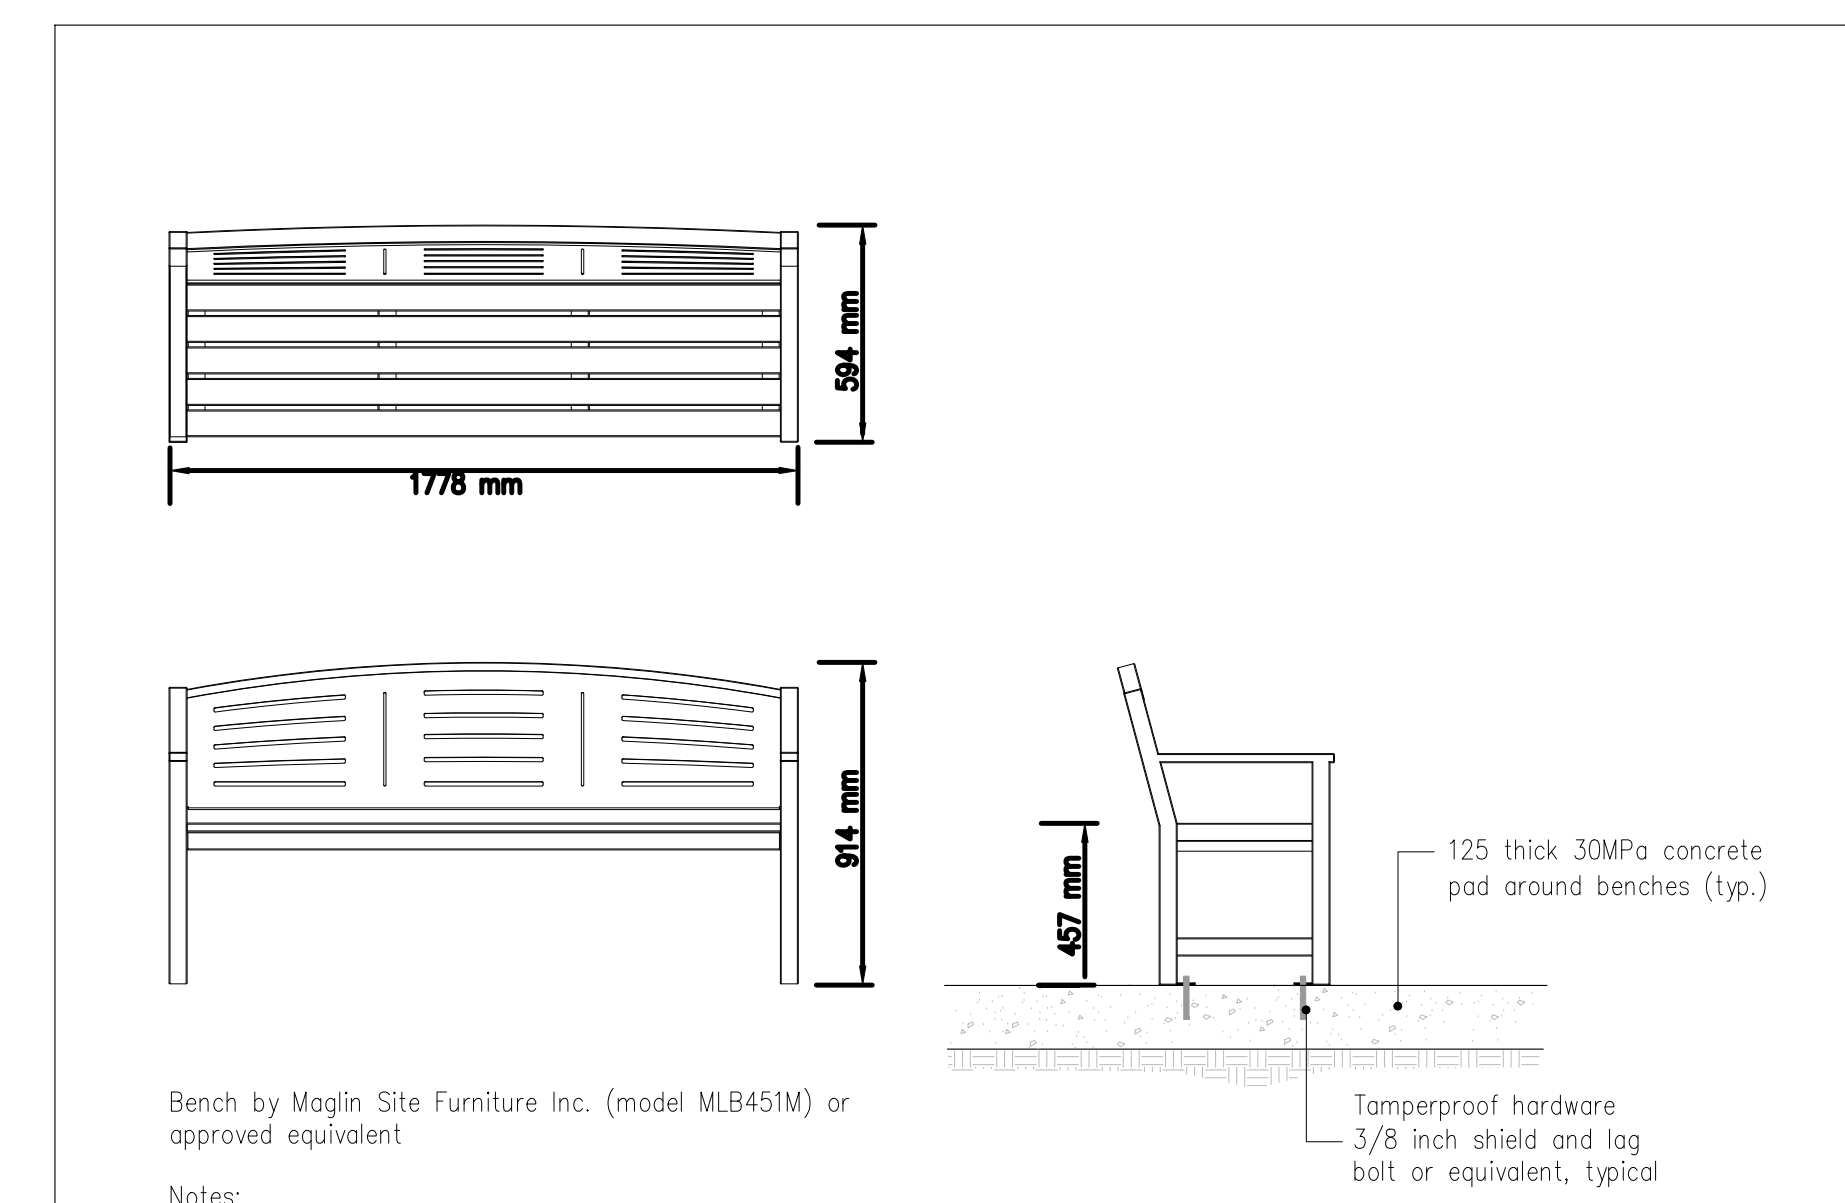 594 mm
1778 mm
914 mm
457 mm
125 thick 30MPa concrete
pad around benches (typ.)
Tamperproof hardware
3/8 inch shield and lag
bolt or equivalent, typical
Bench by Maglin Site Furniture Inc. (model MLB451M) or
approved equivalent
Notes: